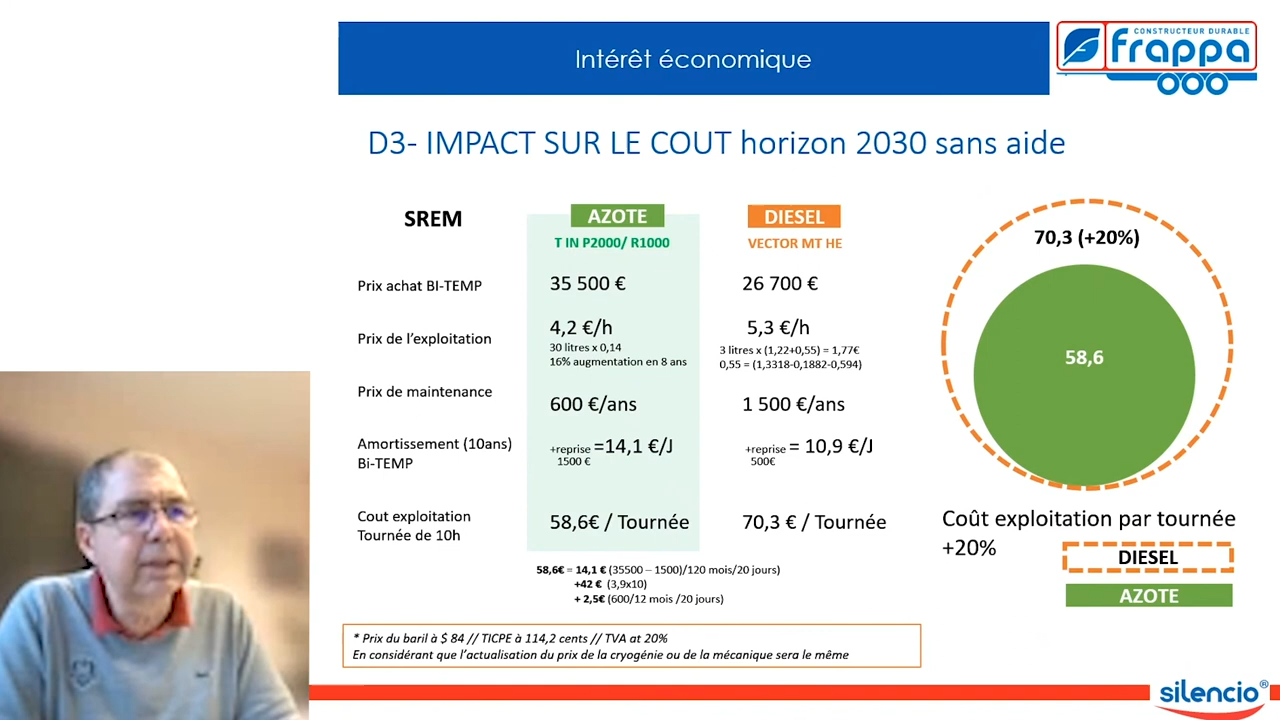 Intérêt économique
CONSTRUCTEUR DURABLE
frappa
D3- IMPACT SUR LE COUT horizon 2030 sans aide
SREM
AZOTE
DIESEL
T IN P2000/ R1000
VECTOR MT HE
Prix achat BI-TEMP
35 500 €
26 700 €
Prix de l'exploitation
4,2 €/h
30 litres x 0,14
16% augmentation en 8 ans
5,3 €/h
3 litres x (1,22+0,55) = 1,77€
0,55 = (1,3318-0,1882-0,594)
Prix de maintenance
600 €/ans
1 500 €/ans
Amortissement (10ans)
Bi-TEMP
+reprise =14,1 €/J
1500 €
+reprise = 10,9 €/J
500€
Cout exploitation
Tournée de 10h
58,6€ / Tournée
70,3 € / Tournée
58,6€ = 14,1 € (35500 – 1500)/120 mois/20 jours)
+42 € (3,9x10)
+ 2,5€ (600/12 mois /20 jours)
70,3 (+20%)
58,6
Coût exploitation par tournée
+20%
DIESEL
AZOTE
* Prix du baril à $ 84 // TICPE à 114,2 cents // TVA at 20%
En considérant que l'actualisation du prix de la cryogénie ou de la mécanique sera le même
silencio®